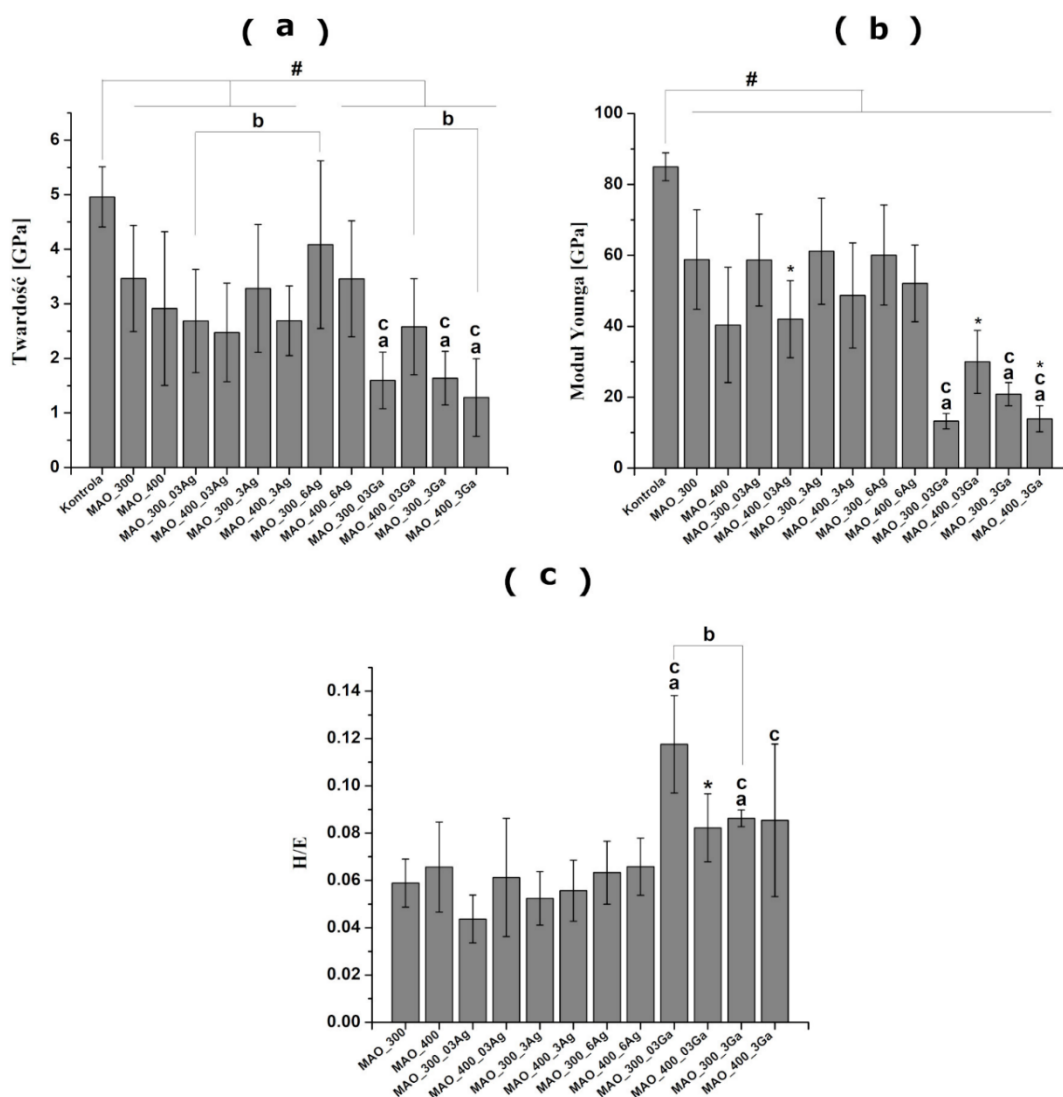 ( a )
#
b
b
6
5
4
3
2
1
0
Twardość [GPa]
c
a
c
a
c
a
Kontrola
MAO_300
MAO_400
MAO_300_03Ag
MAO_400_03Ag
MAO_300_3Ag
MAO_400_3Ag
MAO_300_6Ag
MAO_400_6Ag
MAO_300_03Ga
MAO_400_03Ga
MAO_300_3Ga
MAO_400_3Ga
( b )
#
100
80
60
40
20
0
Moduł Younga [GPa]
*
c
a
*
c
a
*
c
a
Kontrola
MAO_300
MAO_400
MAO_300_03Ag
MAO_400_03Ag
MAO_300_3Ag
MAO_400_3Ag
MAO_300_6Ag
MAO_400_6Ag
MAO_300_03Ga
MAO_400_03Ga
MAO_300_3Ga
MAO_400_3Ga
( c )
b
0.14
0.12
0.10
0.08
0.06
0.04
0.02
0.00
H/E
c
a
*
c
a
c
MAO_300
MAO_400
MAO_300_03Ag
MAO_400_03Ag
MAO_300_3Ag
MAO_400_3Ag
MAO_300_6Ag
MAO_400_6Ag
MAO_300_03Ga
MAO_400_03Ga
MAO_300_3Ga
MAO_400_3Ga